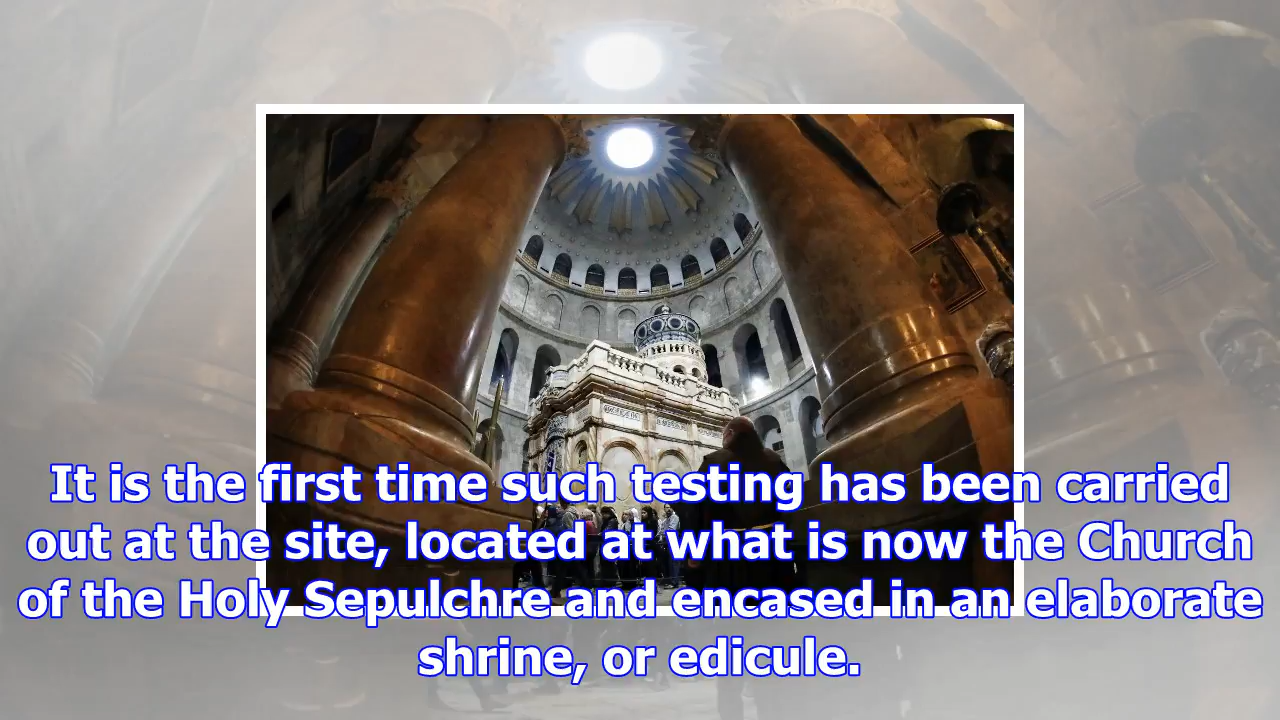 It is the first time such testing has been carried
out at the site, located at what is now the Church
of the Holy Sepulchre and encased in an elaborate
shrine, or edicule.